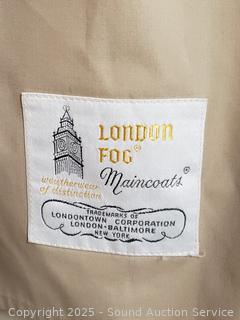 LONDON
FOG®
Maincoats®
weatherwear
of distinction
TRADEMARKS OF
LONDONTOWN CORPORATION
LONDON-BALTIMORE
NEW YORK
Copyright© 2025 - Sound Auction Service